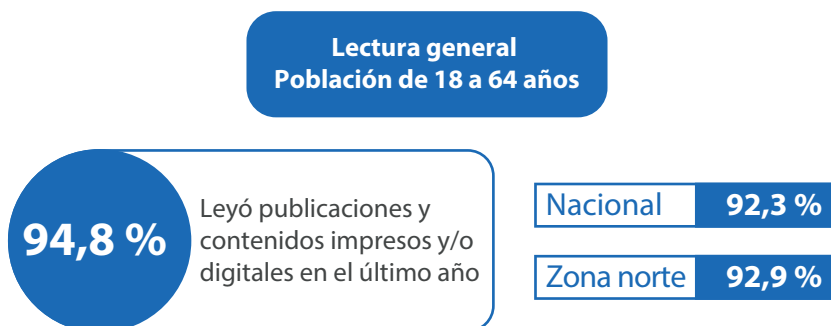 Lectura general
Población de 18 a 64 años
94,8 %
Leyó publicaciones y
contenidos impresos y/o
digitales en el último año
Nacional 92,3 %
Zona norte 92,9 %